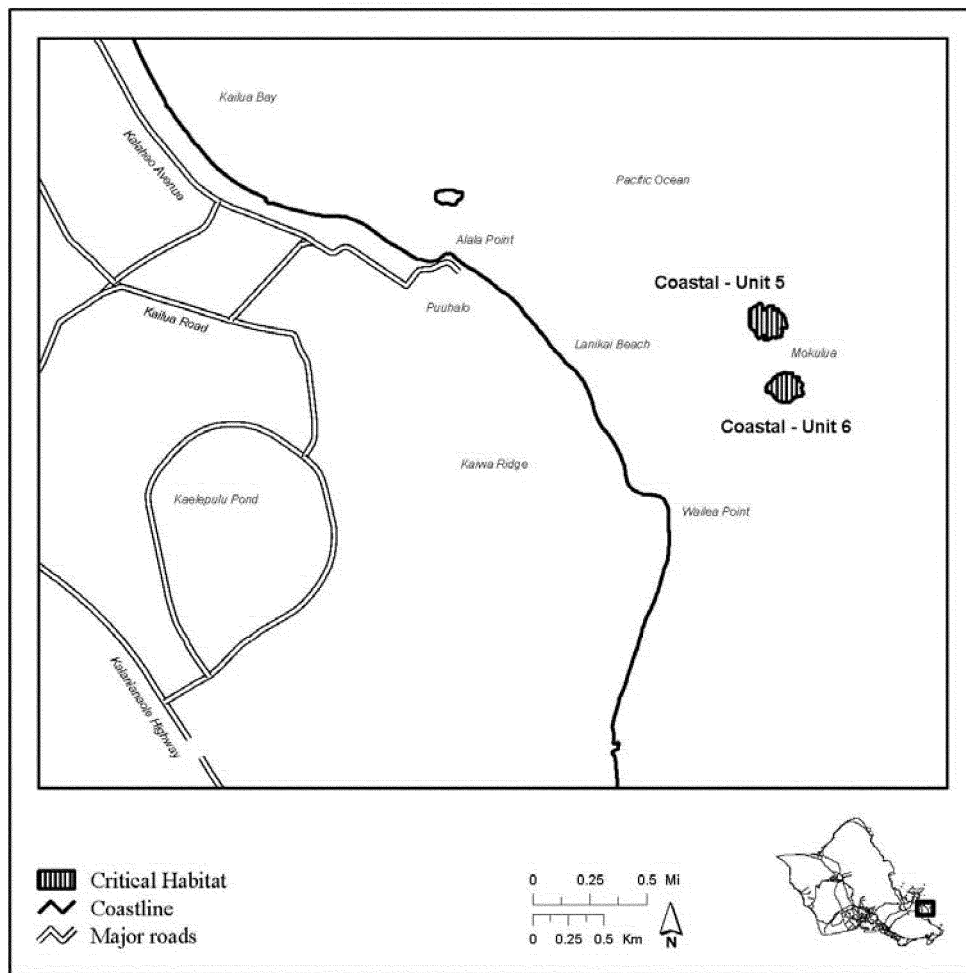 Kailua Bay
Kalaheo Avenue
Pacific Ocean
Alala Point
Coastal - Unit 5
Puuhalo
Kailua Road
Lanikai Beach
Mokulua
Coastal - Unit 6
Kaiwa Ridge
Kaelepulu Pond
Wailea Point
Kalanianaole Highway
Critical Habitat
Coastline
Major roads
0 0.25 0.5 Mi
0 0.25 0.5 Km
N